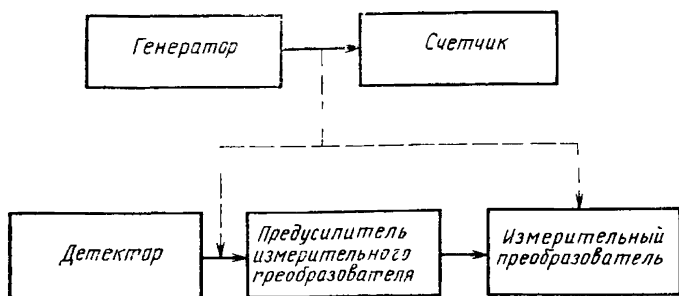 Генератор
Счетчик
Детектор
Предусилитель
измерительного
преобразователя
Измерительный
преобразователь